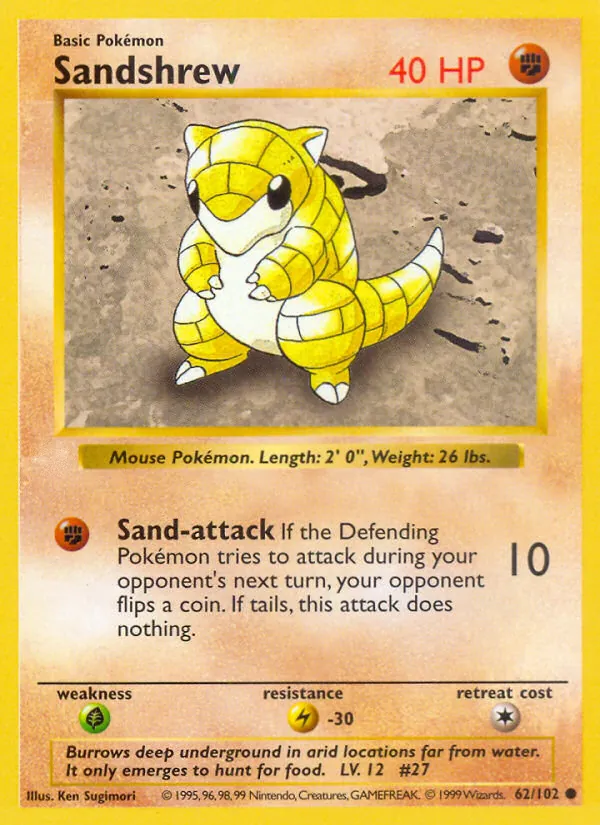 Basic Pokémon
Sandshrew 40 HP
Mouse Pokémon. Length: 2' 0", Weight: 26 lbs.
Sand-attack If the Defending
Pokémon tries to attack during your
opponent's next turn, your opponent
flips a coin. If tails, this attack does
nothing.
10
weakness resistance retreat cost
-30
Burrows deep underground in arid locations far from water.
It only emerges to hunt for food. LV. 12 #27
Illus. Ken Sugimori © 1995, 96, 98, 99 Nintendo, Creatures, GAMEFREAK. © 1999 Wizards. 62/102 ●